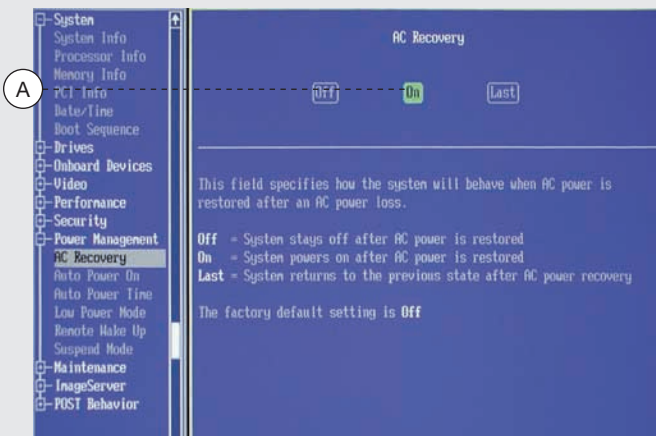 System
System Info
Processor Info
Memory Info
PCI Info
Date/Time
Boot Sequence
Drives
Onboard Devices
Video
Performance
Security
Power Management
AC Recovery
Auto Power On
Auto Power Time
Low Power Mode
Remote Wake Up
Suspend Mode
Maintenance
ImageServer
POST Behavior
A
AC Recovery
Off On Last
This field specifies how the system will behave when AC power is
restored after an AC power loss.
Off = System stays off after AC power is restored
On = System powers on after AC power is restored
Last = System returns to the previous state after AC power recovery
The factory default setting is Off